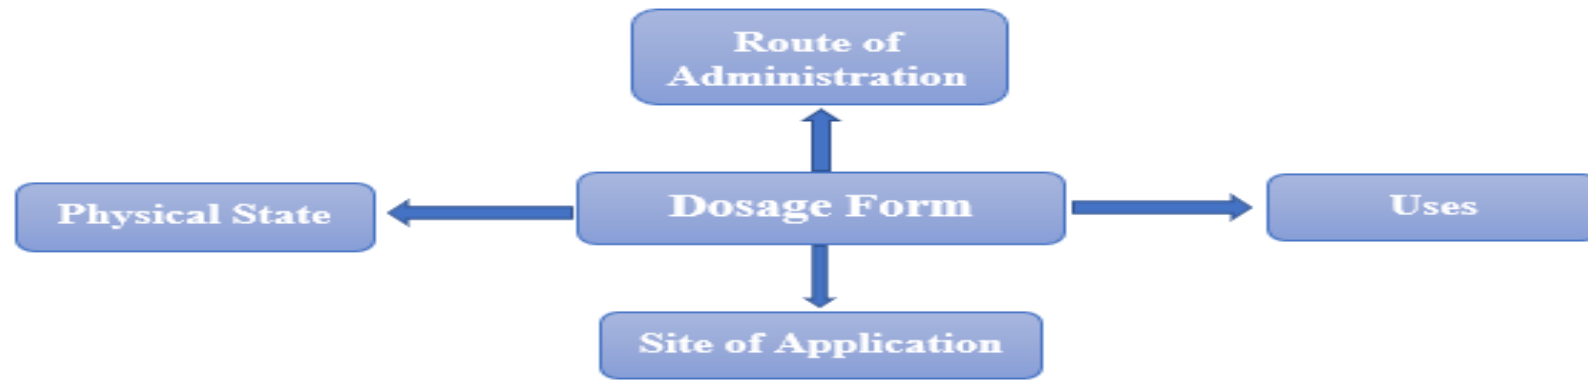 Route of
Administration
Physical State
Dosage Form
Uses
Site of Application